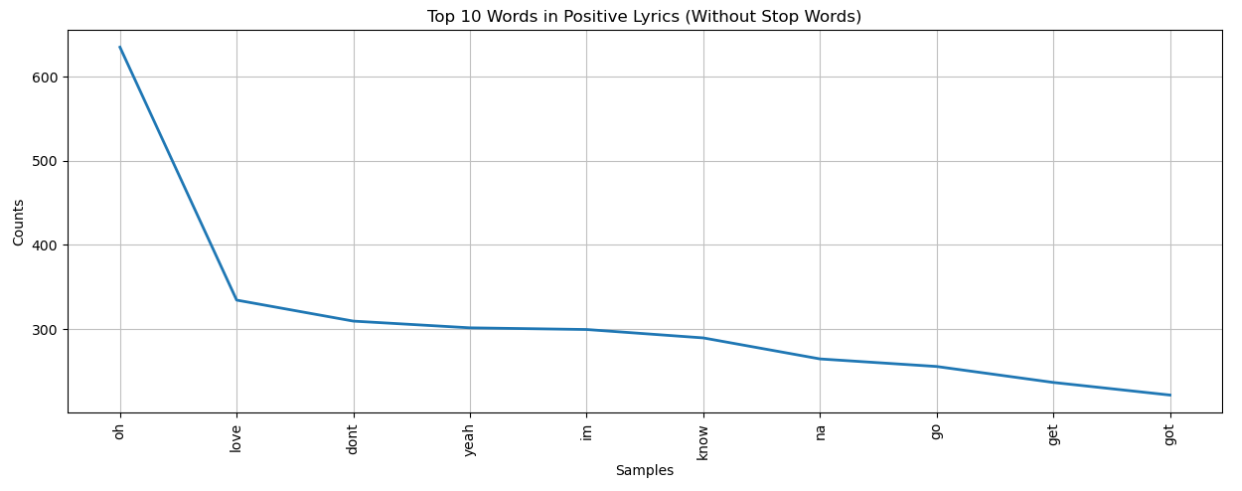 Top 10 Words in Positive Lyrics (Without Stop Words)
600
500
400
300
Counts
oh
love
dont
yeah
im
know
na
go
get
got
Samples